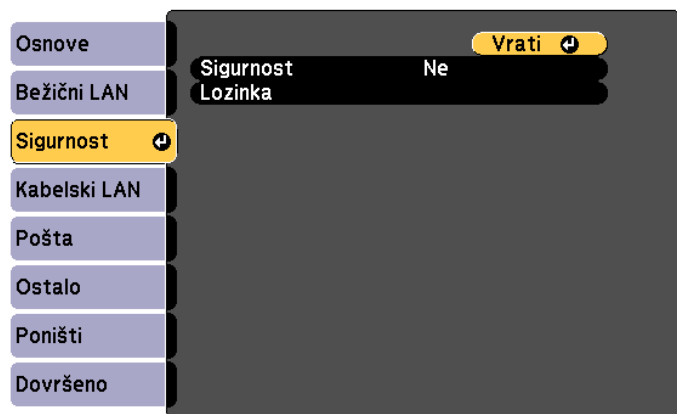 Osnove
Bežični LAN
Sigurnost
Kabelski LAN
Pošta
Ostalo
Poništi
Dovršeno
Vrati
Sigurnost Ne
Lozinka